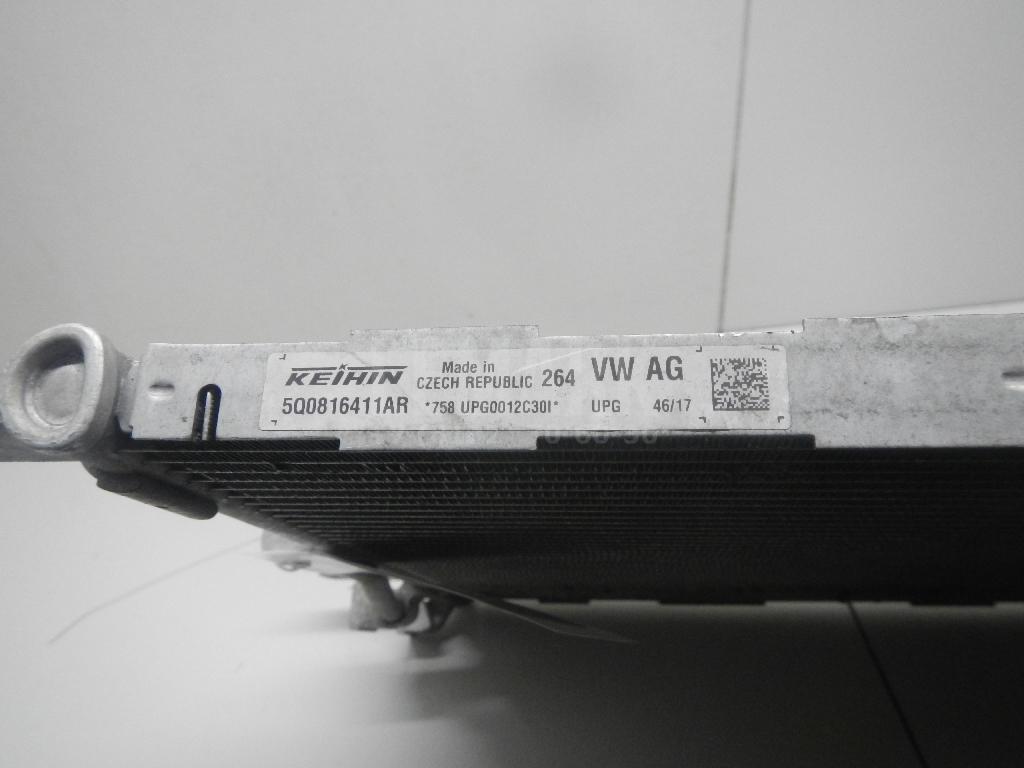 KEIHIN Made in CZECH REPUBLIC 264 VW AG
5Q0816411AR *758 UPG0012C30I* UPG 46/17